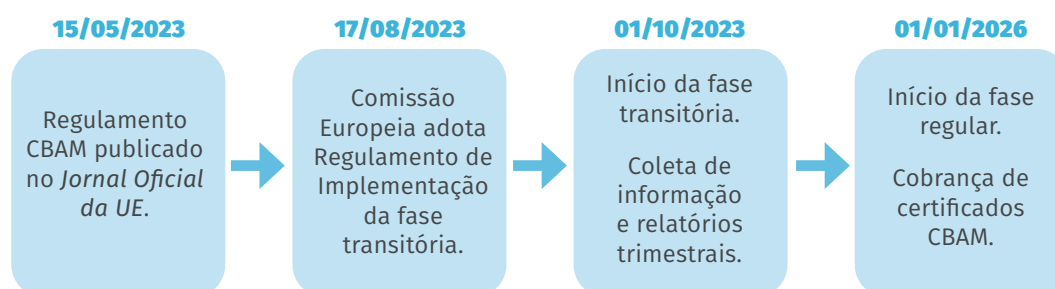 15/05/2023
Regulamento
CBAM publicado
no Jornal Oficial
da UE.
17/08/2023
Comissão
Europeia adota
Regulamento de
Implementação
da fase
transitória.
01/10/2023
Início da fase
transitória.
Coleta de
informação
e relatórios
trimestrais.
01/01/2026
Início da fase
regular.
Cobrança de
certificados
CBAM.